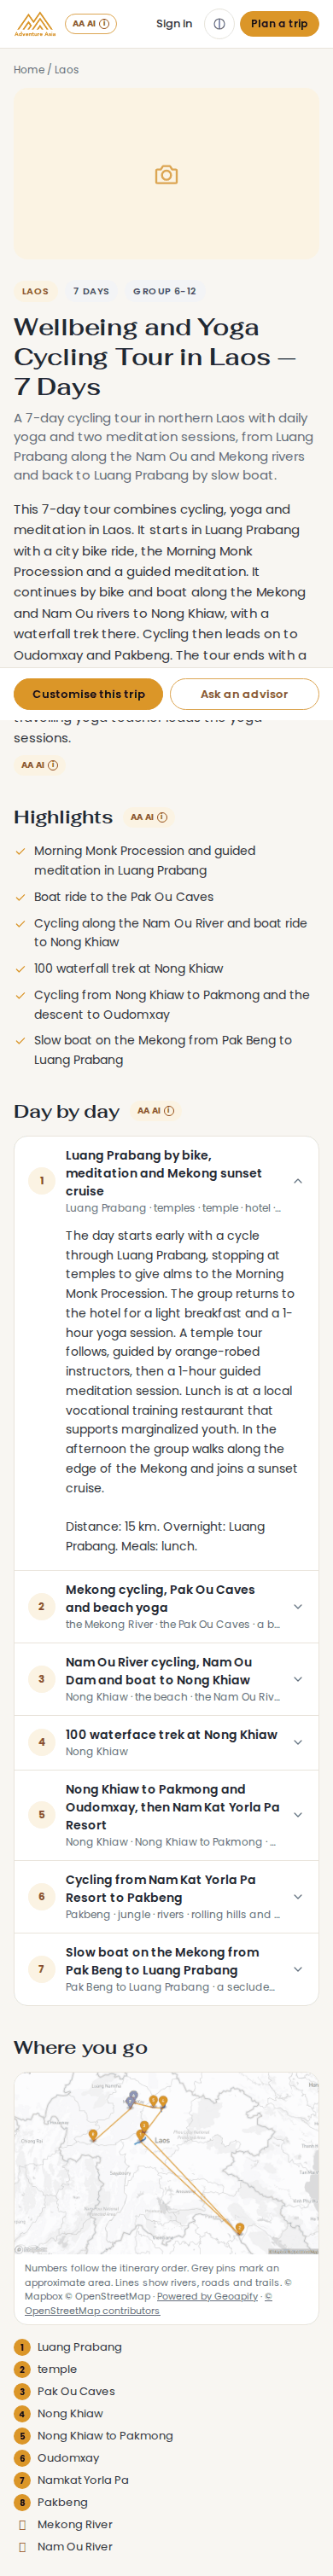 Adventure Asia
AA AI
Sign in
Plan a trip
Home / Laos
LAOS
7 DAYS
GROUP 6-12
Wellbeing and Yoga
Cycling Tour in Laos —
7 Days
A 7-day cycling tour in northern Laos with daily
yoga and two meditation sessions, from Luang
Prabang along the Nam Ou and Mekong rivers
and back to Luang Prabang by slow boat.
This 7-day tour combines cycling, yoga and
meditation in Laos. It starts in Luang Prabang
with a city bike ride, the Morning Monk
Procession and a guided meditation. It
continues by bike and boat along the Mekong
and Nam Ou rivers to Nong Khiaw, with a
waterfall trek there. Cycling then leads on to
Oudomxay and Pakbeng. The tour ends with a
Customise this trip
Ask an advisor
travelling yoga teacher leads the yoga
sessions.
AA AI
Highlights
AA AI
Morning Monk Procession and guided
meditation in Luang Prabang
Boat ride to the Pak Ou Caves
Cycling along the Nam Ou River and boat ride
to Nong Khiaw
100 waterfall trek at Nong Khiaw
Cycling from Nong Khiaw to Pakmong and the
descent to Oudomxay
Slow boat on the Mekong from Pak Beng to
Luang Prabang
Day by day
AA AI
1
Luang Prabang by bike,
meditation and Mekong sunset
cruise
Luang Prabang · temples · temple · hotel ·...
The day starts early with a cycle
through Luang Prabang, stopping at
temples to give alms to the Morning
Monk Procession. The group returns to
the hotel for a light breakfast and a 1-
hour yoga session. A temple tour
follows, guided by orange-robed
instructors, then a 1-hour guided
meditation session. Lunch is at a local
vocational training restaurant that
supports marginalized youth. In the
afternoon the group walks along the
edge of the Mekong and joins a sunset
cruise.
Distance: 15 km. Overnight: Luang
Prabang. Meals: lunch.
2
Mekong cycling, Pak Ou Caves
and beach yoga
the Mekong River · the Pak Ou Caves · a b...
3
Nam Ou River cycling, Nam Ou
Dam and boat to Nong Khiaw
Nong Khiaw · the beach · the Nam Ou Riv...
4
100 waterface trek at Nong Khiaw
Nong Khiaw
5
Nong Khiaw to Pakmong and
Oudomxay, then Nam Kat Yorla Pa
Resort
Nong Khiaw · Nong Khiaw to Pakmong · ...
6
Cycling from Nam Kat Yorla Pa
Resort to Pakbeng
Pakbeng · jungle · rivers · rolling hills and ...
7
Slow boat on the Mekong from
Pak Beng to Luang Prabang
Pak Beng to Luang Prabang · a seclude...
Where you go
Laos
Numbers follow the itinerary order. Grey pins mark an
approximate area. Lines show rivers, roads and trails. ©
Mapbox © OpenStreetMap · Powered by Geoapify · ©
OpenStreetMap contributors
1 Luang Prabang
2 temple
3 Pak Ou Caves
4 Nong Khiaw
5 Nong Khiaw to Pakmong
6 Oudomxay
7 Namkat Yorla Pa
8 Pakbeng
Mekong River
Nam Ou River